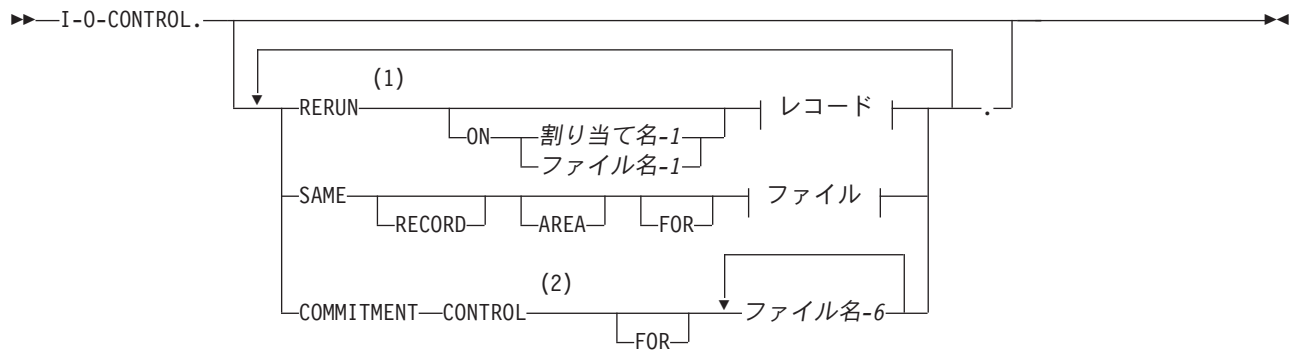 I-O-CONTROL.
(1)
RERUN レコード .
ON 割り当て名-1
ファイル名-1
SAME ファイル
RECORD AREA FOR
(2)
COMMITMENT CONTROL ファイル名-6
FOR